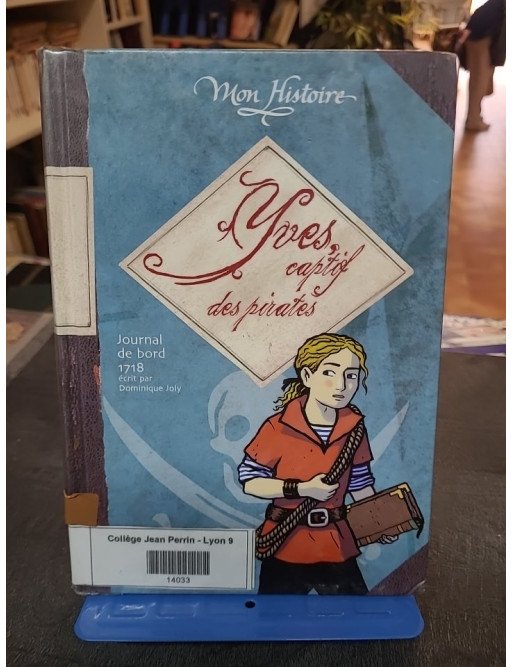 Mon Histoire
Yves,
captif
des pirates
Journal
de bord
1718
écrit par
Dominique Joly
Collège Jean Perrin - Lyon 9
14033